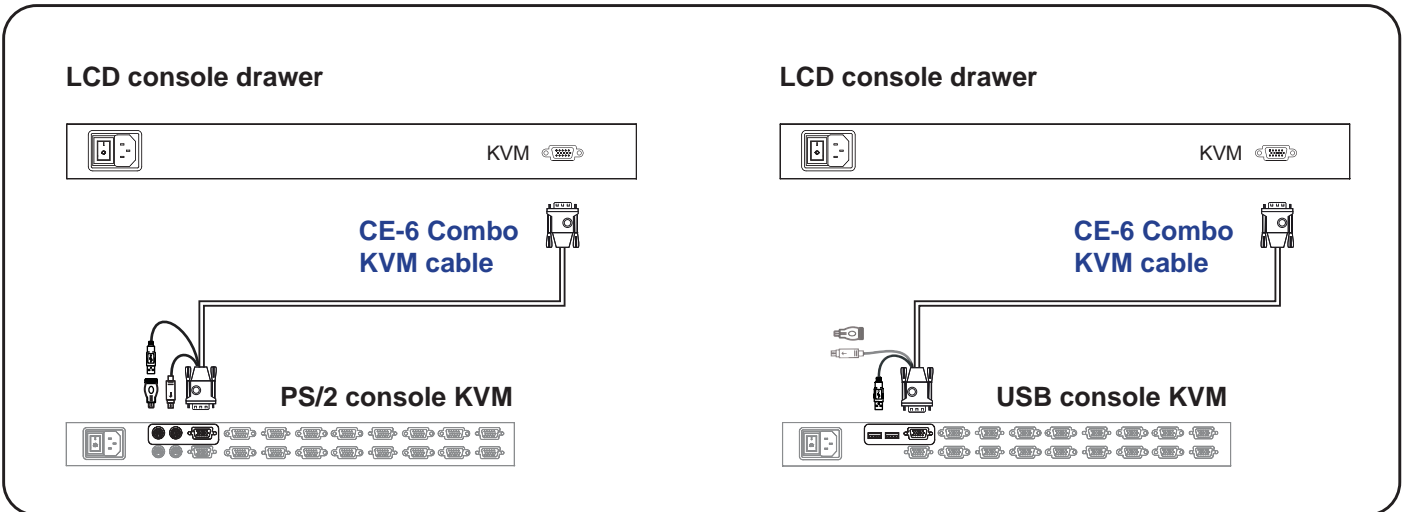 LCD console drawer
KVM
CE-6 Combo
KVM cable
PS/2 console KVM
LCD console drawer
KVM
CE-6 Combo
KVM cable
USB console KVM